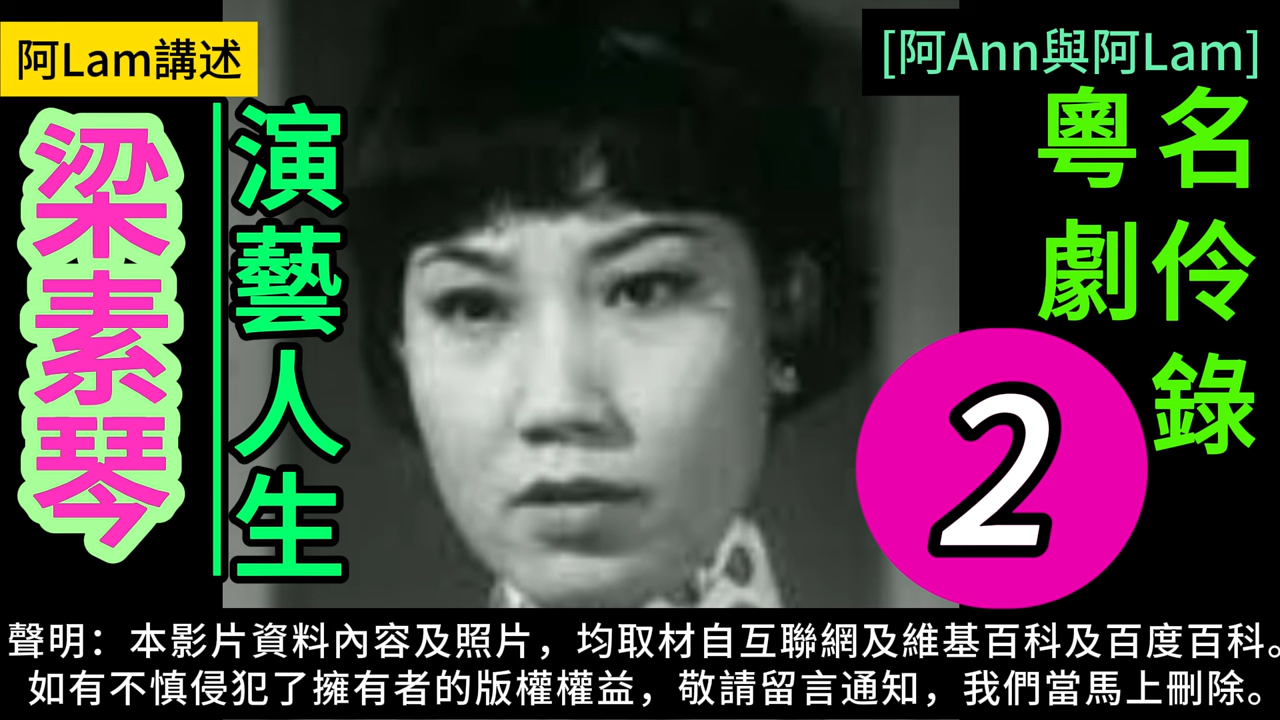 阿Lam講述
[阿Ann與阿Lam]
梁素琴
演藝人生
名伶錄
粵劇
2
聲明：本影片資料內容及照片，均取材自互聯網及維基百科及百度百科。
如有不慎侵犯了擁有者的版權權益，敬請留言通知，我們當馬上刪除。